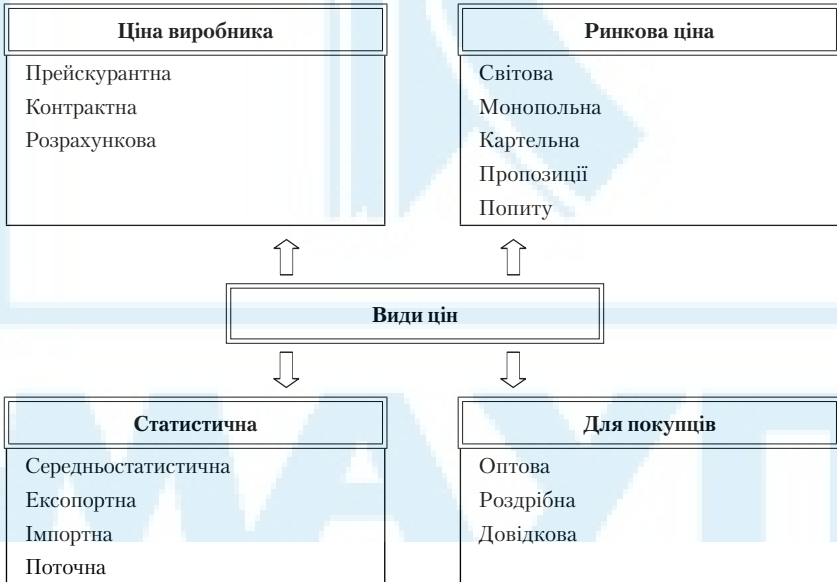 Ціна виробника
Прейскурантна
Контрактна
Розрахункова
Ринкова ціна
Світова
Монопольна
Картельна
Пропозиції
Попиту
Види цін
Статистична
Середньостатистична
Експортна
Імпортна
Поточна
Для покупців
Оптова
Роздрібна
Довідкова
МАУП